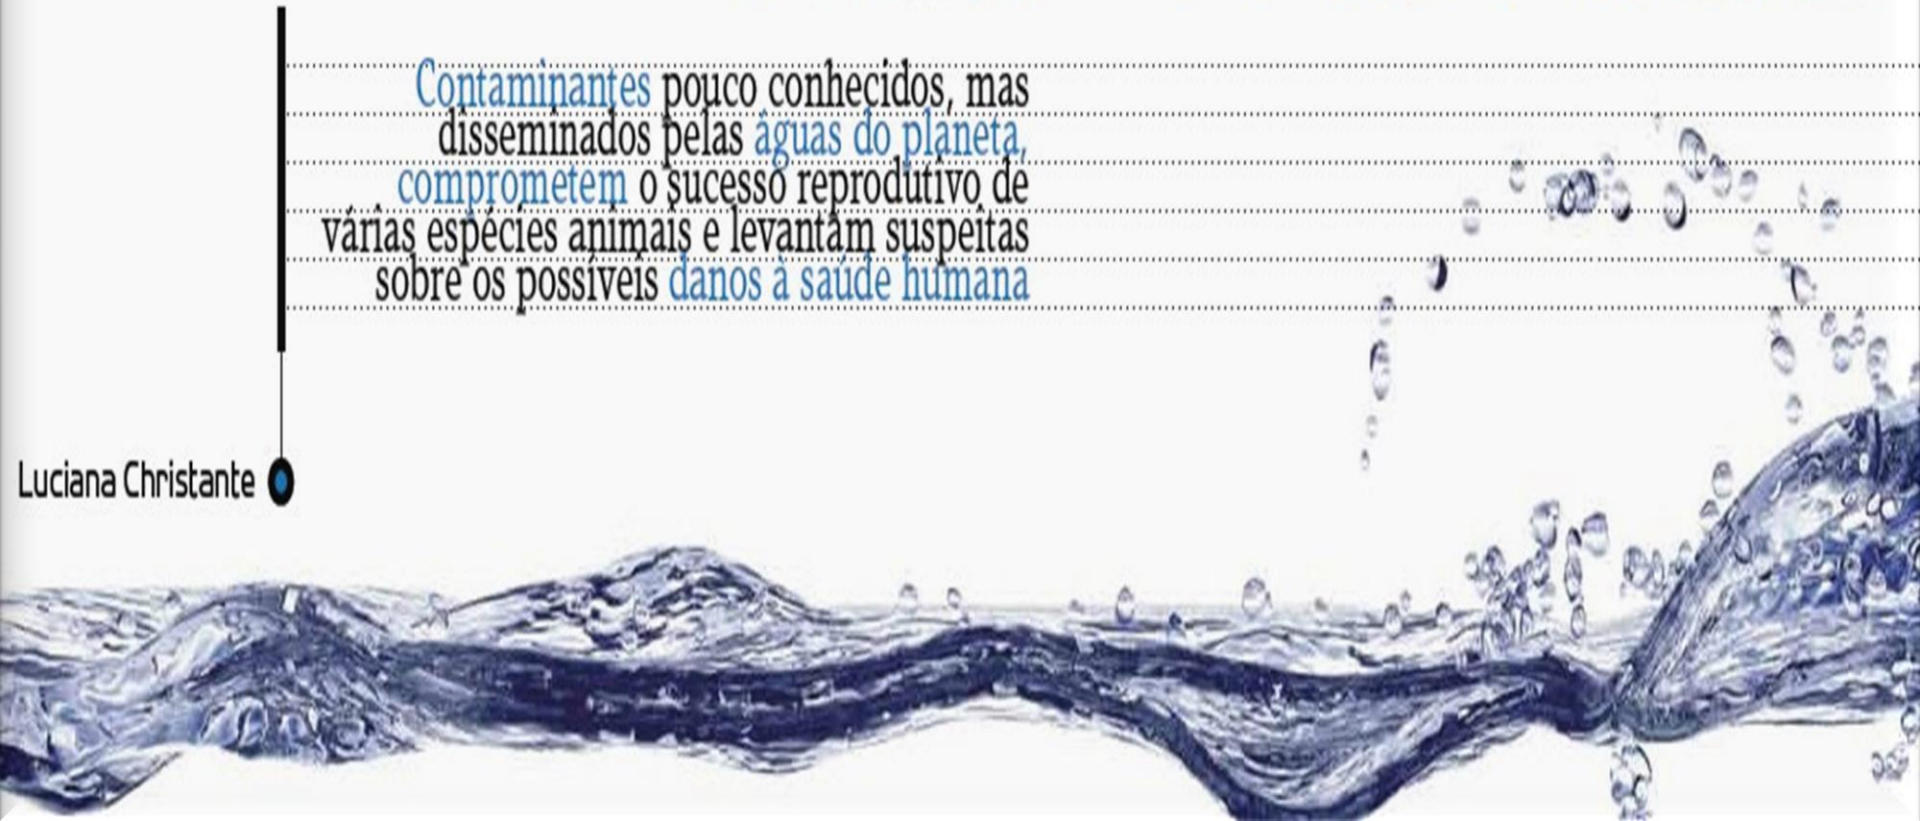 Contaminantes pouco conhecidos, mas
disseminados pelas águas do planeta,
comprometem o sucesso reprodutivo de
várias espécies animais e levantam suspeitas
sobre os possíveis danos à saúde humana
Luciana Christante